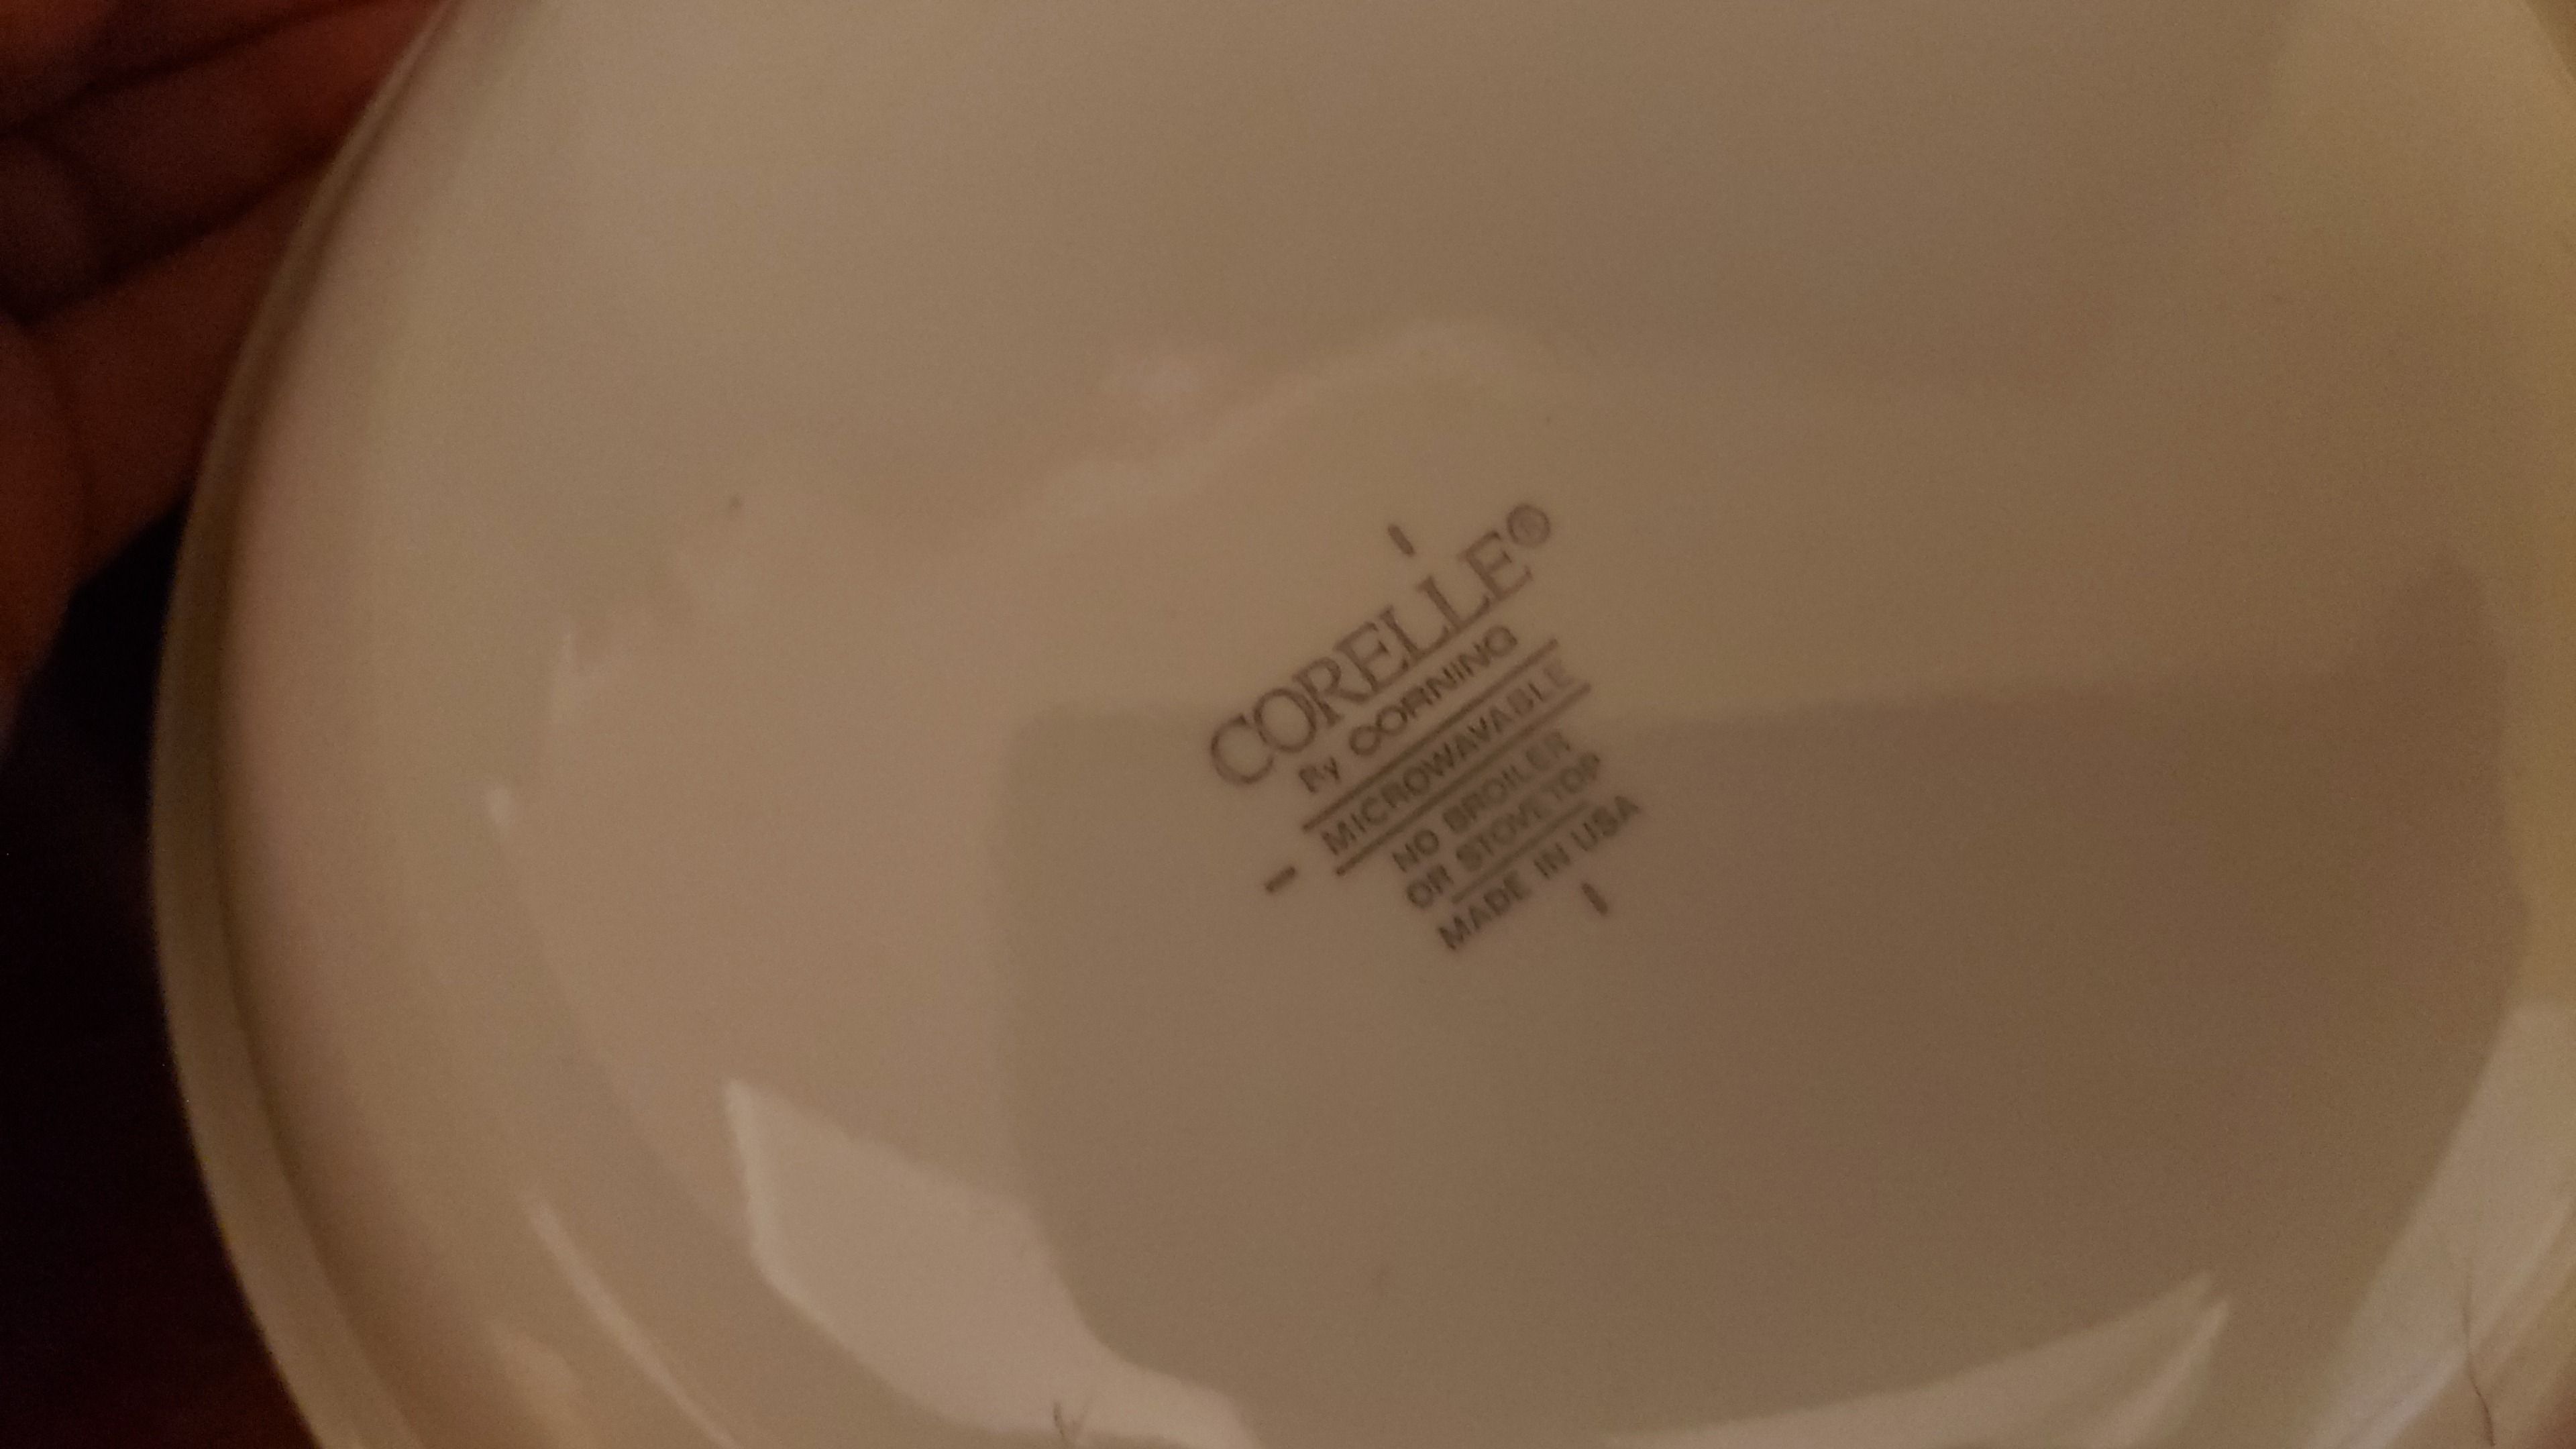 CORELLE®
By CORNING
MICROWAVABLE
NO BROILER
OR STOVETOP
MADE IN USA